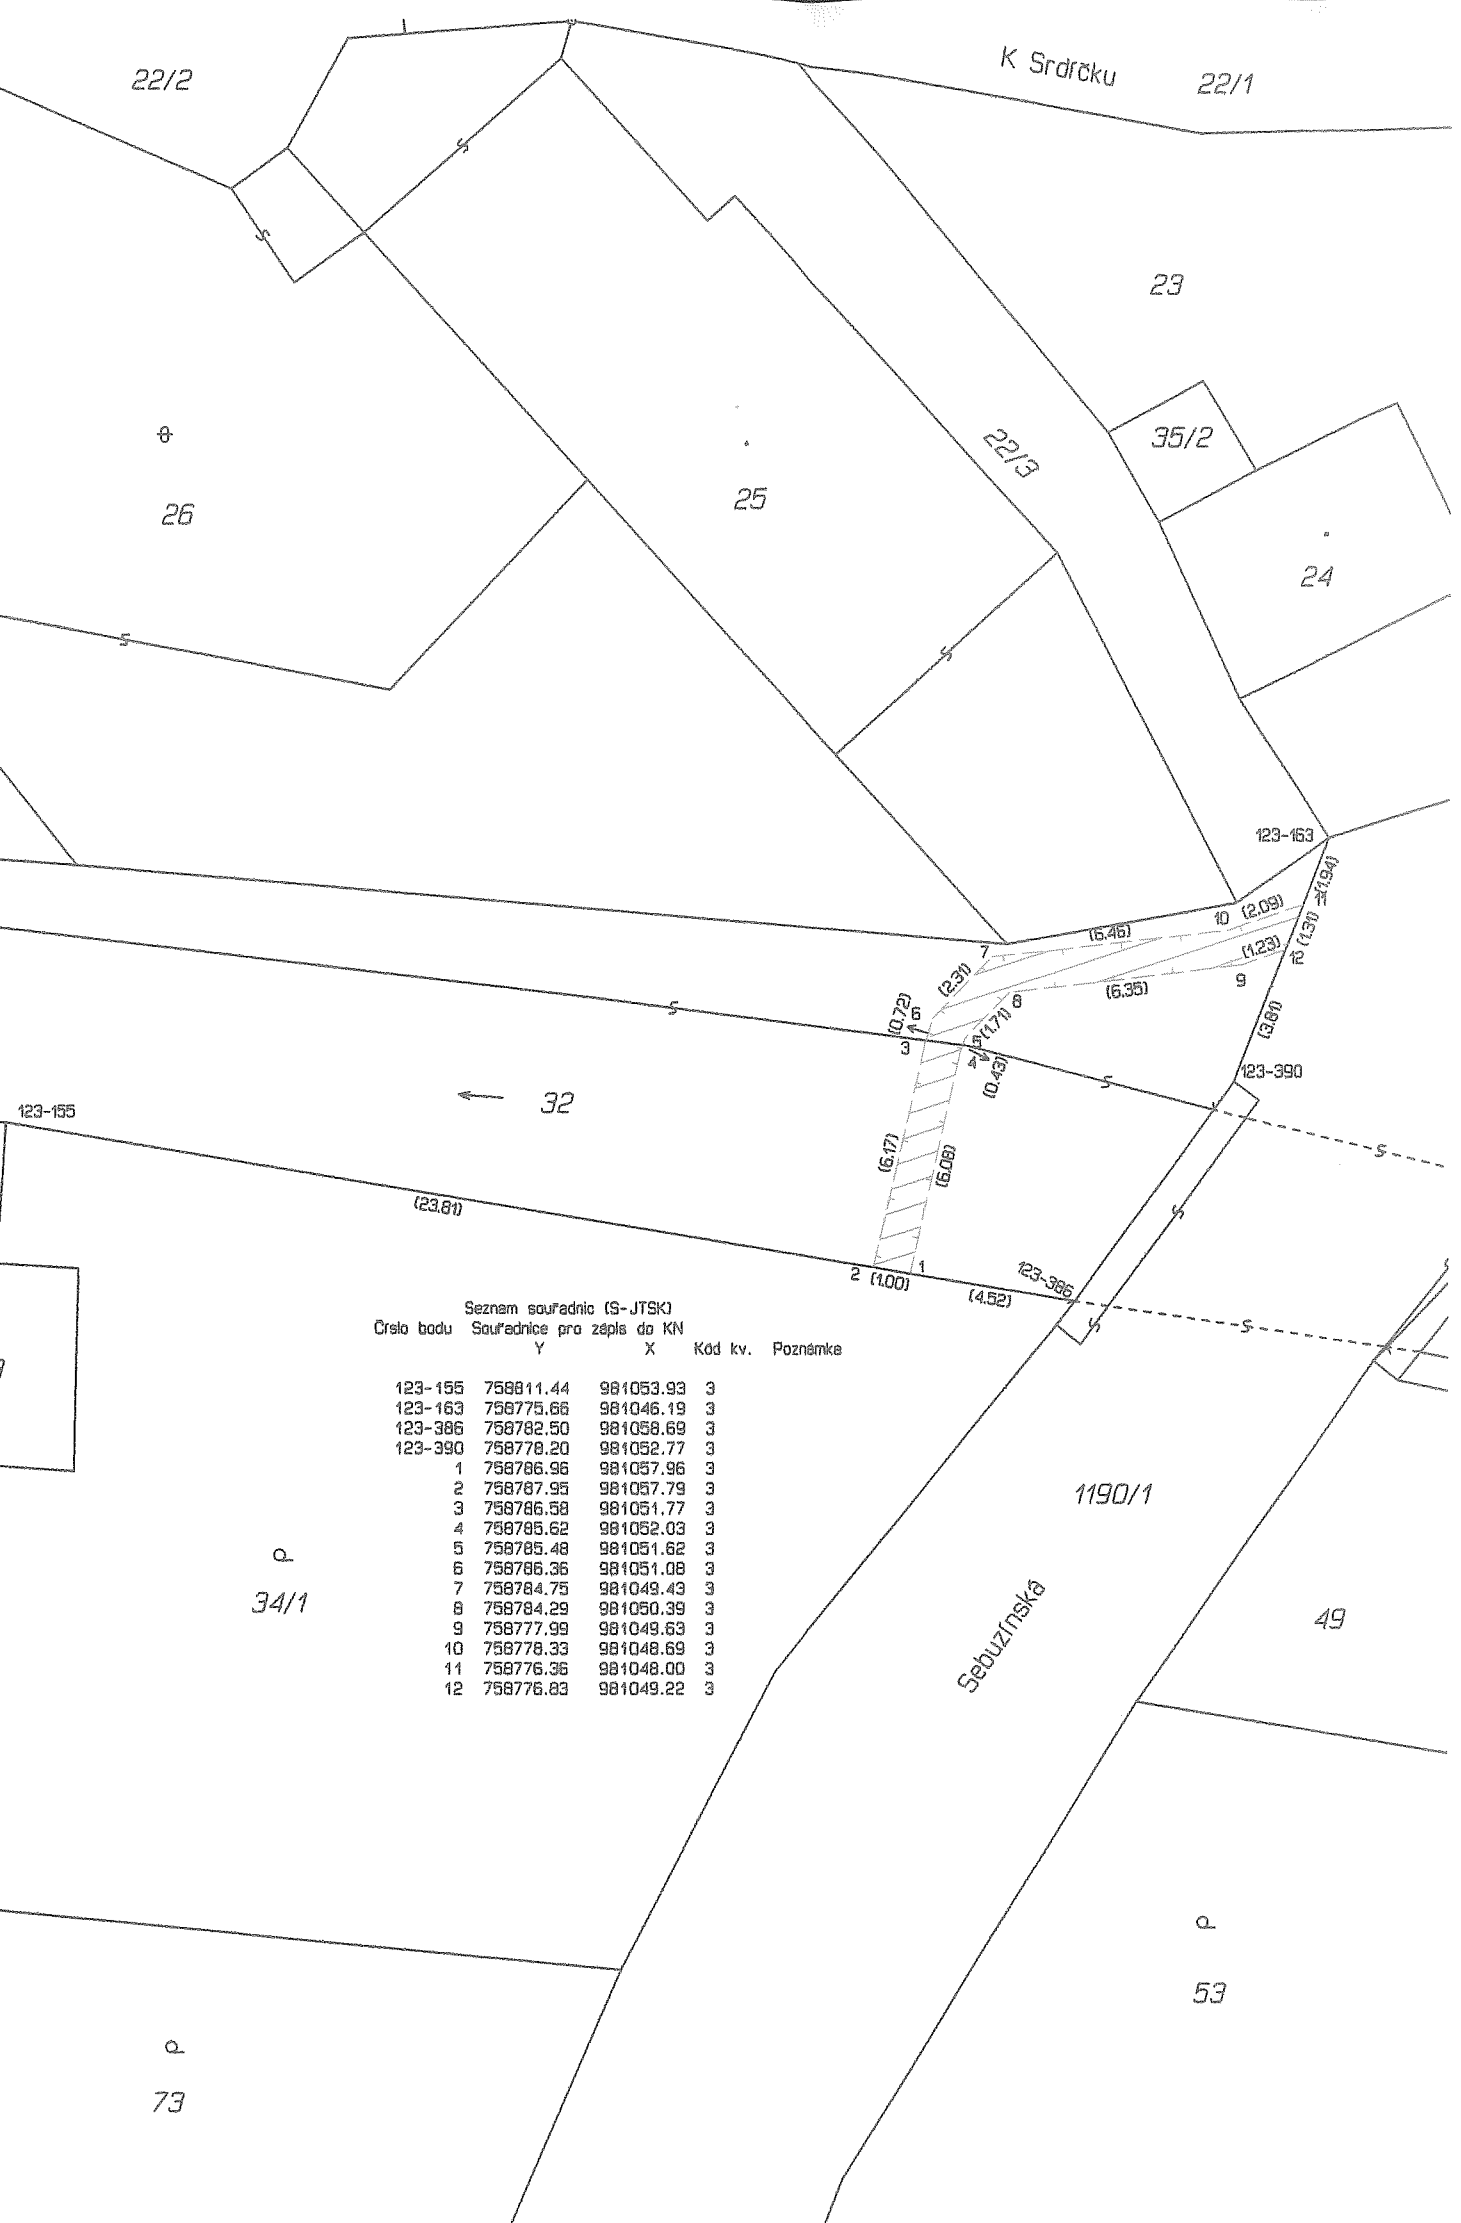 K Srdíčku
22/1
22/2
23
35/2
22/3
25
26
24
123-163
(1.94)
11
10
(2.09)
(6.46)
(1.31)
(1.23)
12
7
9
(2.31)
8
(6.35)
(0.72)
6
(1.71)
(3.81)
3
5
4
(0.43)
123-390
32
123-155
(6.17)
(6.08)
(23.81)
2
(1.00)
1
123-386
(4.52)
Seznam souřadnic (S-JTSK)
Číslo bodu Souřadnice pro zápis do KN
Y X Kód kv. Poznámka
123-155 758811.44 981053.93 3
123-163 758775.66 981046.19 3
123-386 758782.50 981058.69 3
123-390 758778.20 981052.77 3
1 758786.96 981057.96 3
2 758787.95 981057.79 3
3 758786.58 981051.77 3
4 758785.62 981052.03 3
5 758785.48 981051.62 3
6 758786.36 981051.08 3
7 758784.75 981049.43 3
8 758784.29 981050.39 3
9 758777.99 981049.63 3
10 758778.33 981048.69 3
11 758776.36 981048.00 3
12 758776.83 981049.22 3
1190/1
34/1
Sebuzínská
49
53
73